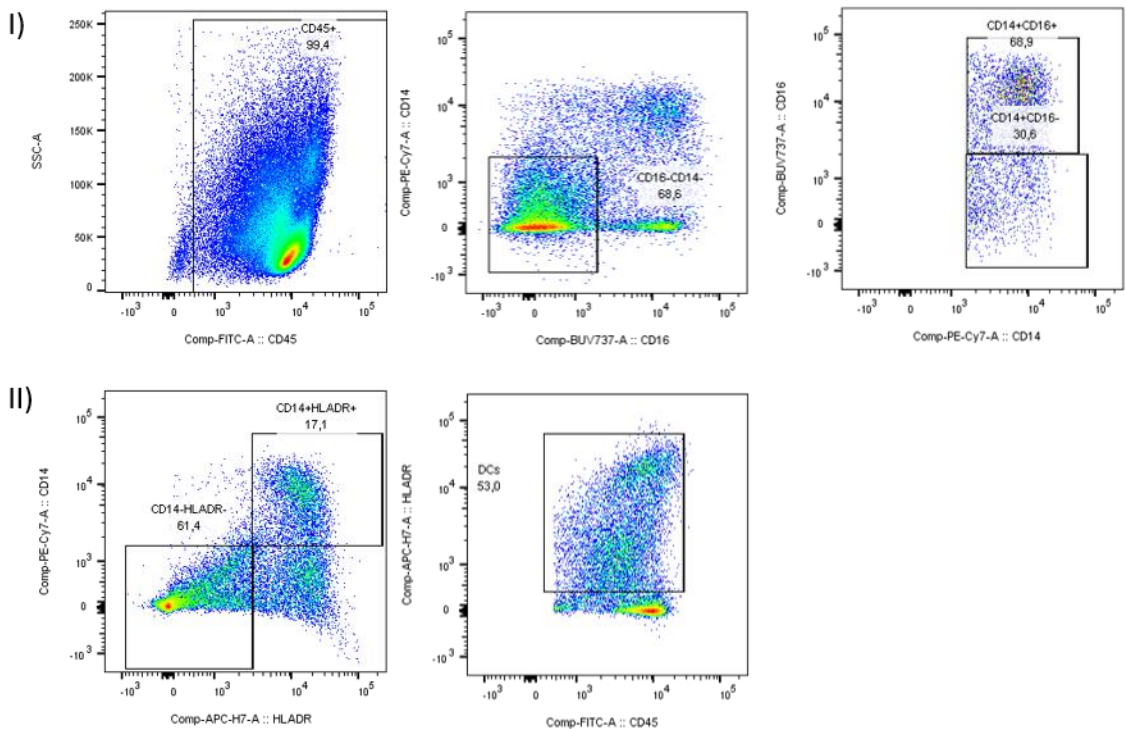 I)
CD45+
99,4
250K
200K
150K
100K
50K
0
SSC-A
-10³ 0 10³ 10⁴ 10⁵
Comp-FITC-A :: CD45
CD16-CD14-
68,6
10⁵
10⁴
10³
0
-10³
Comp-PE-Cy7-A :: CD14
0 10³ 10⁴ 10⁵
Comp-BUV737-A :: CD16
CD14+CD16+
68,9
CD14+CD16-
30,6
10⁵
10⁴
10³
0
-10³
Comp-BUV737-A :: CD16
-10³ 0 10³ 10⁴ 10⁵
Comp-PE-Cy7-A :: CD14
II)
CD14+HLADR+
17,1
CD14-HLADR-
61,4
10⁵
10⁴
10³
0
-10³
Comp-PE-Cy7-A :: CD14
-10³ 0 10³ 10⁴ 10⁵
Comp-APC-H7-A :: HLADR
DCs
53,0
10⁵
10⁴
10³
0
-10³
Comp-APC-H7-A :: HLADR
-10³ 0 10³ 10⁴ 10⁵
Comp-FITC-A :: CD45